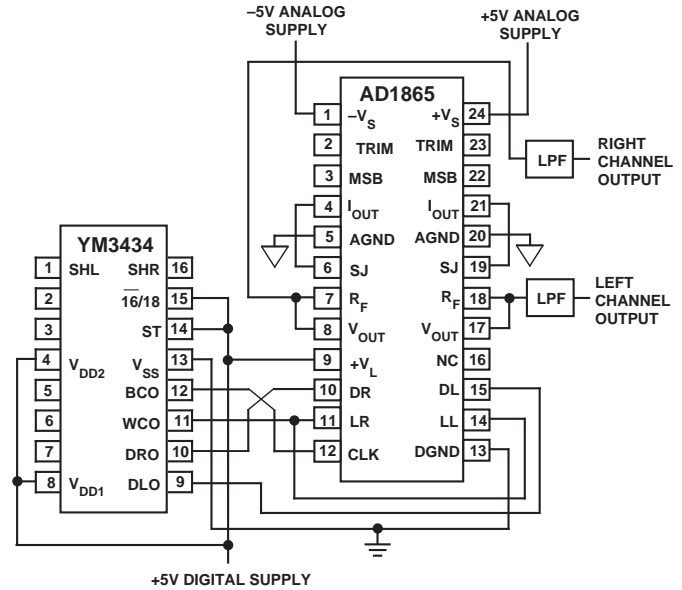 –5V ANALOG
SUPPLY
+5V ANALOG
SUPPLY
AD1865
1 –VS
+VS 24
2 TRIM
TRIM 23
3 MSB
MSB 22
4 IOUT
IOUT 21
5 AGND
AGND 20
6 SJ
SJ 19
7 RF
RF 18
8 VOUT
VOUT 17
9 +VL
NC 16
10 DR
DL 15
11 LR
LL 14
12 CLK
DGND 13
LPF
RIGHT
CHANNEL
OUTPUT
LPF
LEFT
CHANNEL
OUTPUT
YM3434
1 SHL
SHR 16
2
16/18 15
3
ST 14
4 VDD2
VSS 13
5
BCO 12
6
WCO 11
7
DRO 10
8 VDD1
DLO 9
+5V DIGITAL SUPPLY